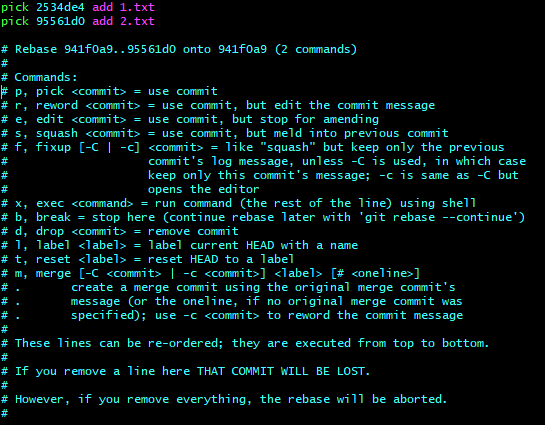 pick 2534de4 add 1.txt
pick 95561d0 add 2.txt

# Rebase 941f0a9..95561d0 onto 941f0a9 (2 commands)
#
# Commands:
# p, pick <commit> = use commit
# r, reword <commit> = use commit, but edit the commit message
# e, edit <commit> = use commit, but stop for amending
# s, squash <commit> = use commit, but meld into previous commit
# f, fixup [-C | -c] <commit> = like "squash" but keep only the previous
#                    commit's log message, unless -C is used, in which case
#                    keep only this commit's message; -c is same as -C but
#                    opens the editor
# x, exec <command> = run command (the rest of the line) using shell
# b, break = stop here (continue rebase later with 'git rebase --continue')
# d, drop <commit> = remove commit
# l, label <label> = label current HEAD with a name
# t, reset <label> = reset HEAD to a label
# m, merge [-C <commit> | -c <commit>] <label> [# <oneline>]
# .       create a merge commit using the original merge commit's
# .       message (or the oneline, if no original merge commit was
# .       specified); use -c <commit> to reword the commit message
#
# These lines can be re-ordered; they are executed from top to bottom.
#
# If you remove a line here THAT COMMIT WILL BE LOST.
#
# However, if you remove everything, the rebase will be aborted.
#